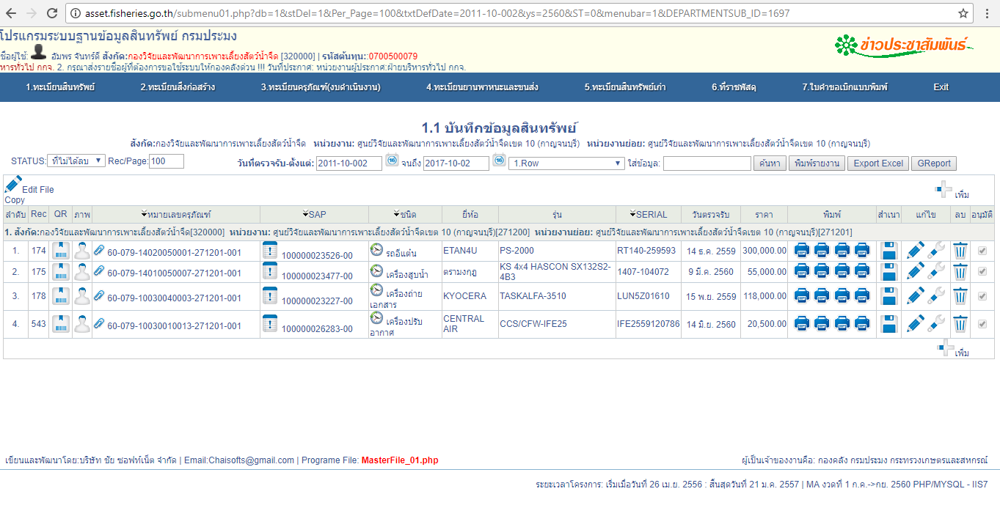 asset.fisheries.go.th/submenu01.php?db=1&stDel=1&Per_Page=100&txtDefDate=2011-10-002&ys=2560&ST=0&menubar=1&DEPARTMENTSUB_ID=1697
โปรแกรมระบบฐานข้อมูลสินทรัพย์ กรมประมง
ข่าวประชาสัมพันธ์
ชื่อผู้ใช้: อัมพร จันทร์ดี สังกัด:กองวิจัยและพัฒนาการเพาะเลี้ยงสัตว์น้ำจืด [320000] | รหัสต้นทุน::0700500079
หารทั่วไป กกจ. 2. กรุณาส่งรายชื่อผู้ที่ต้องการขอใช้ระบบให้กองคลังด่วน !!! วันที่ประกาศ: หน่วยงานผู้ประกาศ:ฝ่ายบริหารทั่วไป กกจ.
1.ทะเบียนสินทรัพย์ 2.ทะเบียนสิ่งก่อสร้าง 3.ทะเบียนครุภัณฑ์(งบดำเนินงาน) 4.ทะเบียนยานพาหนะและขนส่ง 5.ทะเบียนสินทรัพย์เก่า 6.ที่ราชพัสดุ 7.ใบคำขอเบิกแบบพิมพ์ Exit
1.1 บันทึกข้อมูลสินทรัพย์
สังกัด:กองวิจัยและพัฒนาการเพาะเลี้ยงสัตว์น้ำจืด หน่วยงาน: ศูนย์วิจัยและพัฒนาการเพาะเลี้ยงสัตว์น้ำจืดเขต 10 (กาญจนบุรี) หน่วยงานย่อย: ศูนย์วิจัยและพัฒนาการเพาะเลี้ยงสัตว์น้ำจืดเขต 10 (กาญจนบุรี)
STATUS: ที่ไม่ได้ลบ Rec/Page: 100 วันที่ตรวจรับ-ตั้งแต่: 2011-10-002 16 จนถึง 2017-10-02 16 1.Row ใส่ข้อมูล: ค้นหา พิมพ์รายงาน Export Excel GReport
Edit File เพิ่ม
Copy
ลำดับ Rec QR ภาพ หมายเลขครุภัณฑ์ SAP ชนิด ยี่ห้อ รุ่น SERIAL วันตรวจรับ ราคา พิมพ์ สำเนา แก้ไข ลบ อนุมัติ
1. สังกัด:กองวิจัยและพัฒนาการเพาะเลี้ยงสัตว์น้ำจืด[320000] หน่วยงาน: ศูนย์วิจัยและพัฒนาการเพาะเลี้ยงสัตว์น้ำจืดเขต 10 (กาญจนบุรี)[271200] หน่วยงานย่อย: ศูนย์วิจัยและพัฒนาการเพาะเลี้ยงสัตว์น้ำจืดเขต 10 (กาญจนบุรี)[271201]
1. 174 60-079-14020050001-271201-001 100000023526-00 รถอีแต๋น ETAN4U PS-2000 RT140-259593 14 ธ.ค. 2559 300,000.00
2. 175 60-079-14010050007-271201-001 100000023477-00 เครื่องสูบน้ำ ตรามงกุฎ KS 4x4 HASCON SX132S2-
4B3 1407-104072 9 มี.ค. 2560 55,000.00
3. 178 60-079-10030040003-271201-001 100000023227-00 เครื่องถ่าย
เอกสาร KYOCERA TASKALFA-3510 LUN5Z01610 15 พ.ย. 2559 118,000.00
4. 543 60-079-10030010013-271201-001 100000026283-00 เครื่องปรับ
อากาศ CENTRAL
AIR CCS/CFW-IFE25 IFE2559120786 14 มิ.ย. 2560 20,500.00
เพิ่ม
เขียนและพัฒนาโดย:บริษัท ชัย ซอฟท์เน็ต จำกัด | Email:Chaisofts@gmail.com | Programe File: MasterFile_01.php ผู้เป็นเจ้าของงานคือ: กองคลัง กรมประมง กระทรวงเกษตรและสหกรณ์
ระยะเวลาโครงการ: เริ่มเมื่อวันที่ 26 เม.ย. 2556 : สิ้นสุดวันที่ 21 ม.ค. 2557 | MA งวดที่ 1 ก.ค.->กย. 2560 PHP/MYSQL - IIS7